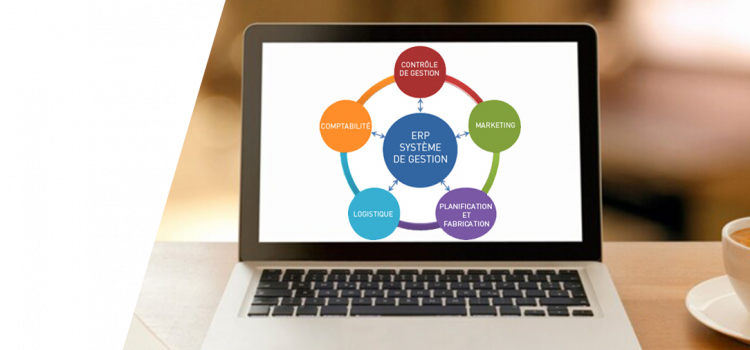 CONTRÔLE
DE GESTION
COMPTABILITÉ
MARKETING
ERP
SYSTÈME
DE GESTION
LOGISTIQUE
PLANIFICATION
ET
FABRICATION